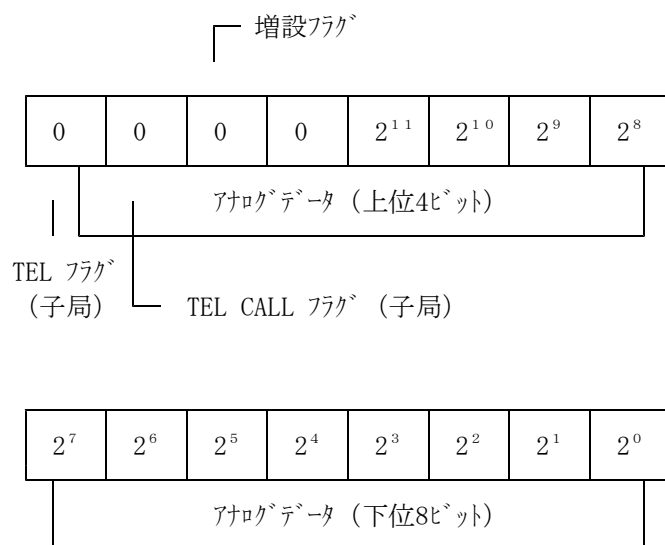 増設ﾌﾗｸﾞ
0 0 0 0 2¹¹ 2¹⁰ 2⁹ 2⁸
ｱﾅﾛｸﾞﾃﾞｰﾀ (上位4ﾋﾞｯﾄ)
TEL ﾌﾗｸﾞ
(子局)
TEL CALL ﾌﾗｸﾞ (子局)
2⁷ 2⁶ 2⁵ 2⁴ 2³ 2² 2¹ 2⁰
ｱﾅﾛｸﾞﾃﾞｰﾀ (下位8ﾋﾞｯﾄ)